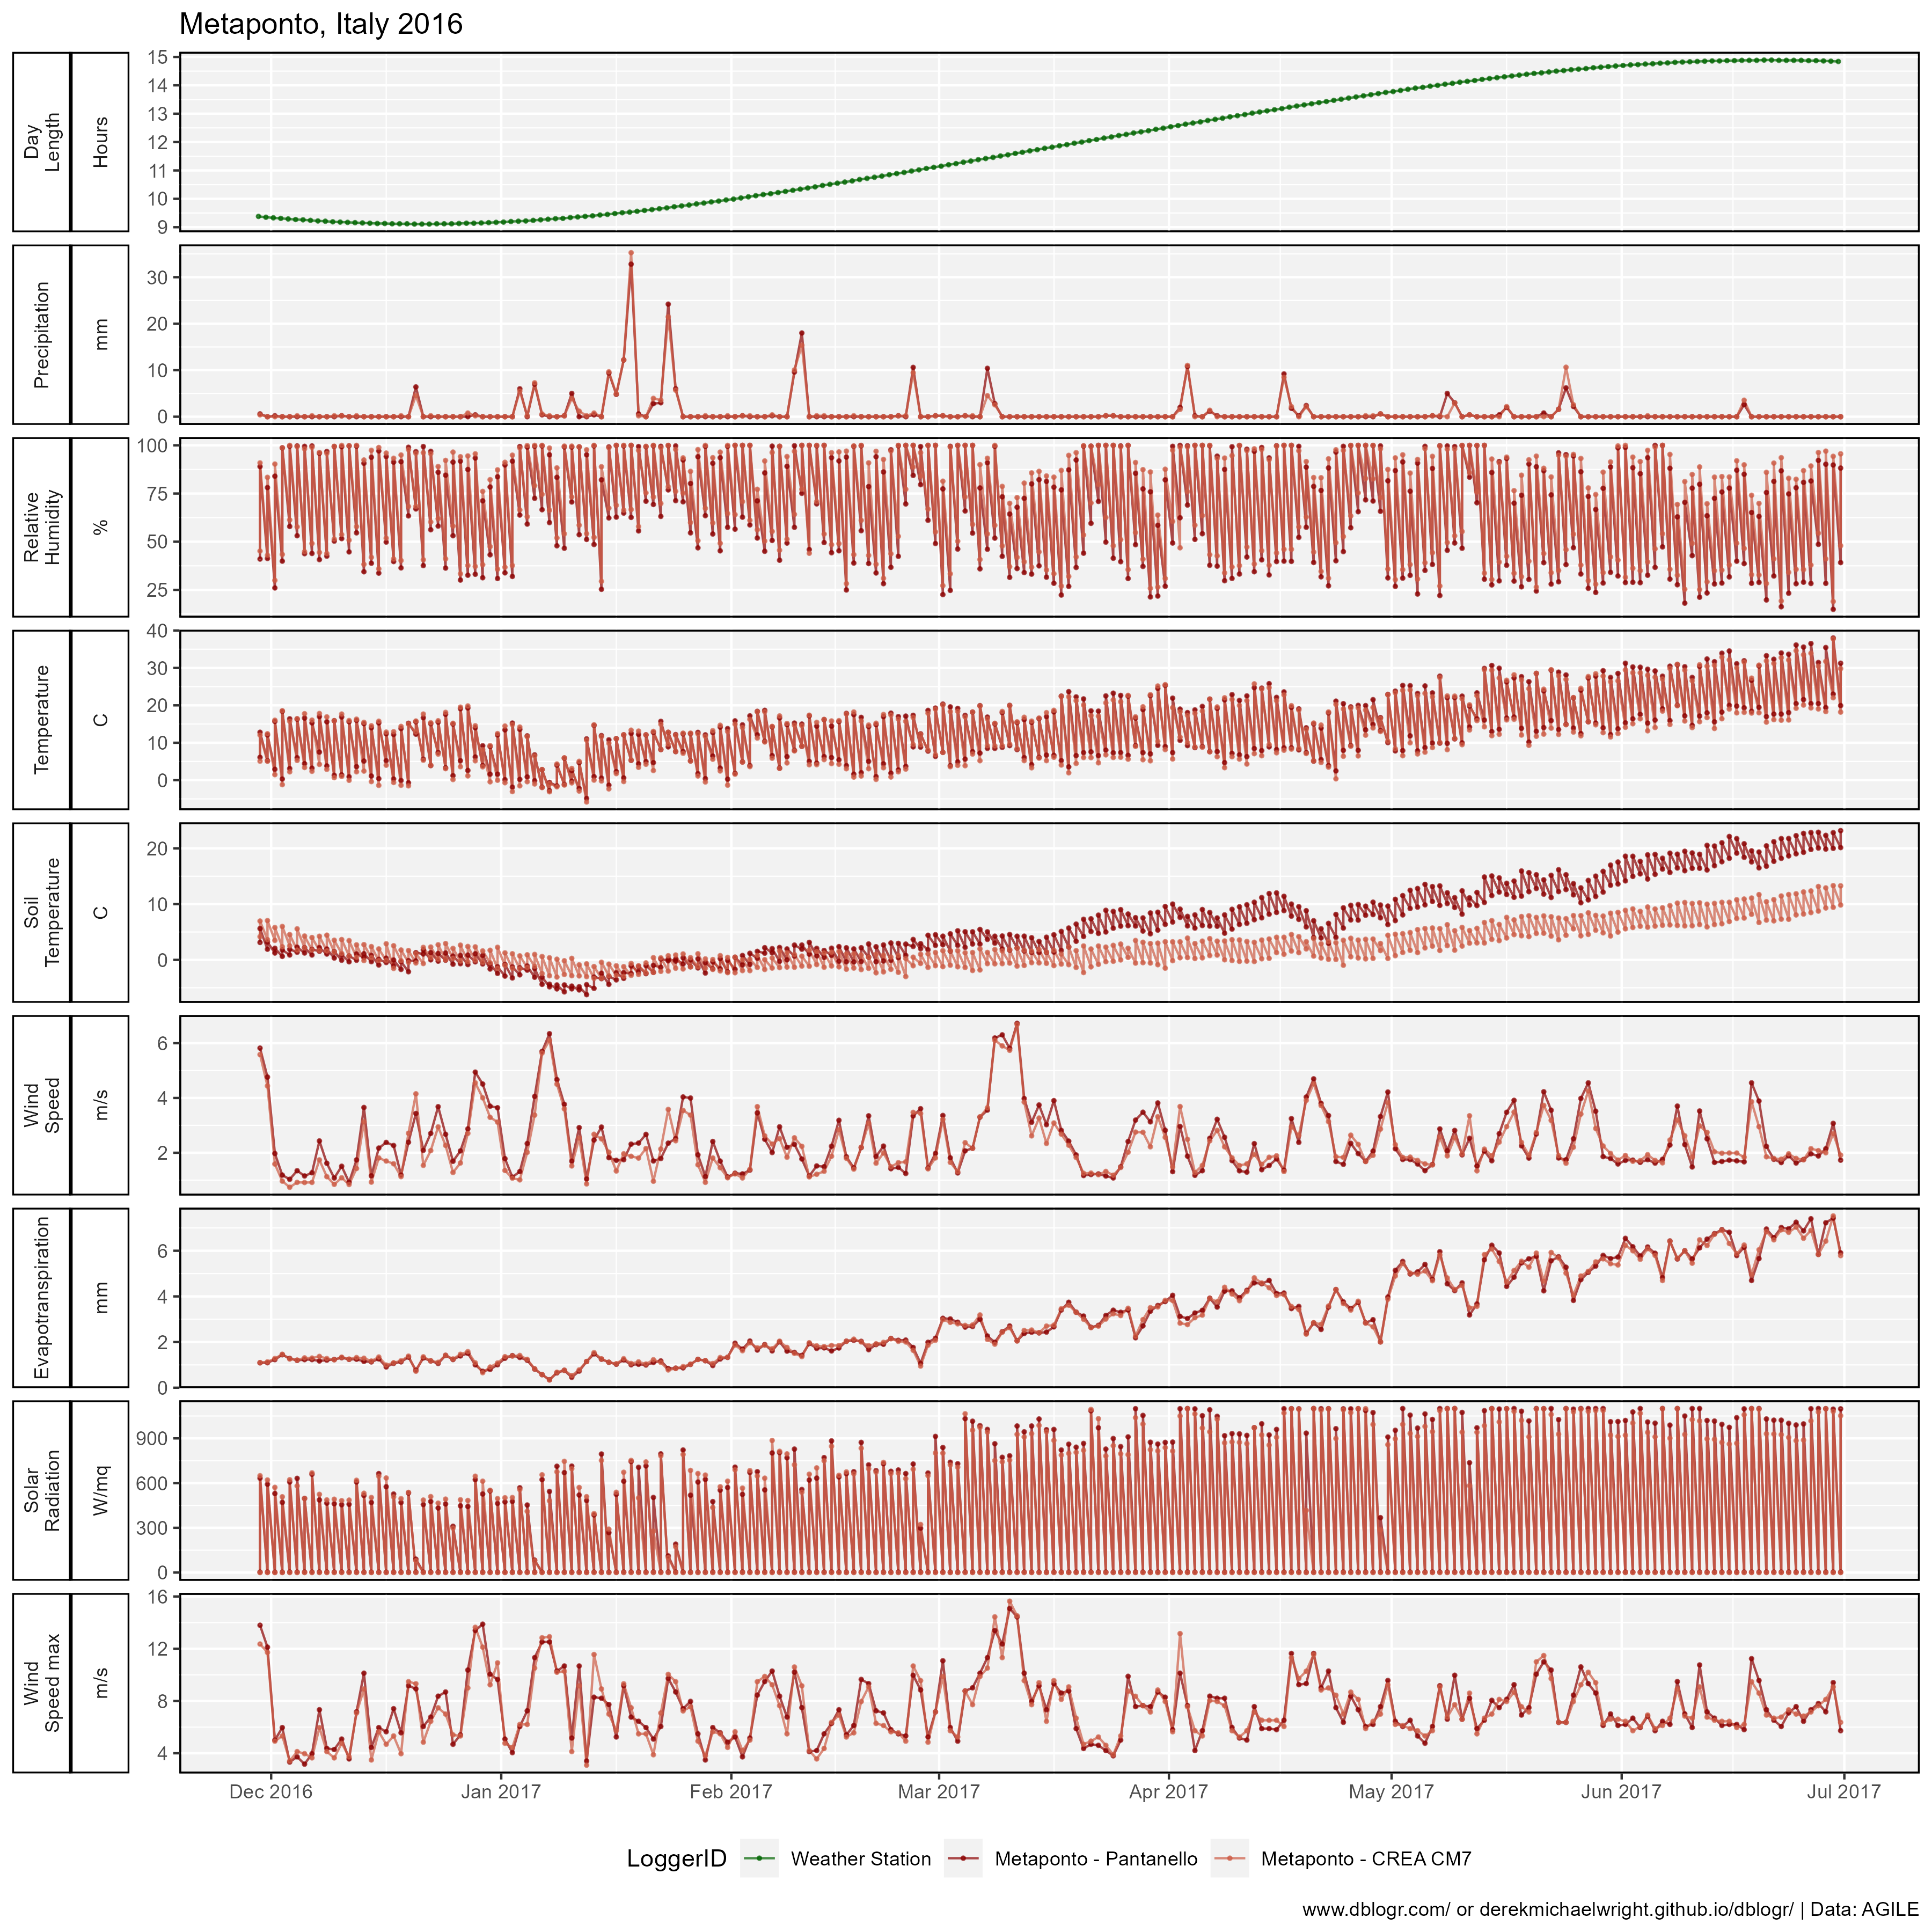 Metaponto, Italy 2016
Day
Length
Hours
15
14
13
12
11
10
9
Precipitation
mm
30
20
10
0
Relative
Humidity
%
100
75
50
25
Temperature
C
40
30
20
10
0
Soil
Temperature
C
20
10
0
Wind
Speed
m/s
6
4
2
Evapotranspiration
mm
6
4
2
0
Solar
Radiation
W/mq
900
600
300
0
Wind
Speed max
m/s
16
12
8
4
Dec 2016 Jan 2017 Feb 2017 Mar 2017 Apr 2017 May 2017 Jun 2017 Jul 2017
LoggerID Weather Station Metaponto - Pantanello Metaponto - CREA CM7
www.dblogr.com/ or derekmichaelwright.github.io/dblogr/ | Data: AGILE